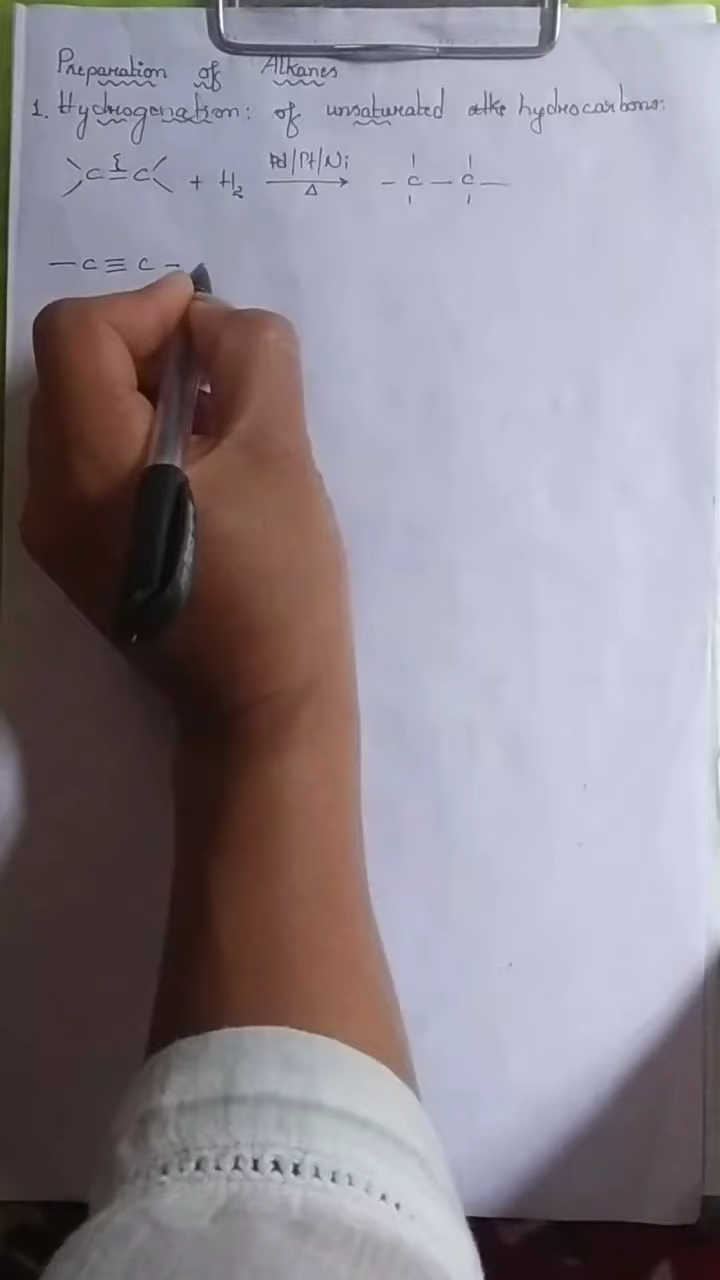 Preparation of Alkanes
1. Hydrogenation: of unsaturated hydrocarbons:
>C=C< + H₂ Pd/Pt/Ni Δ → -C-C-
-C≡C-